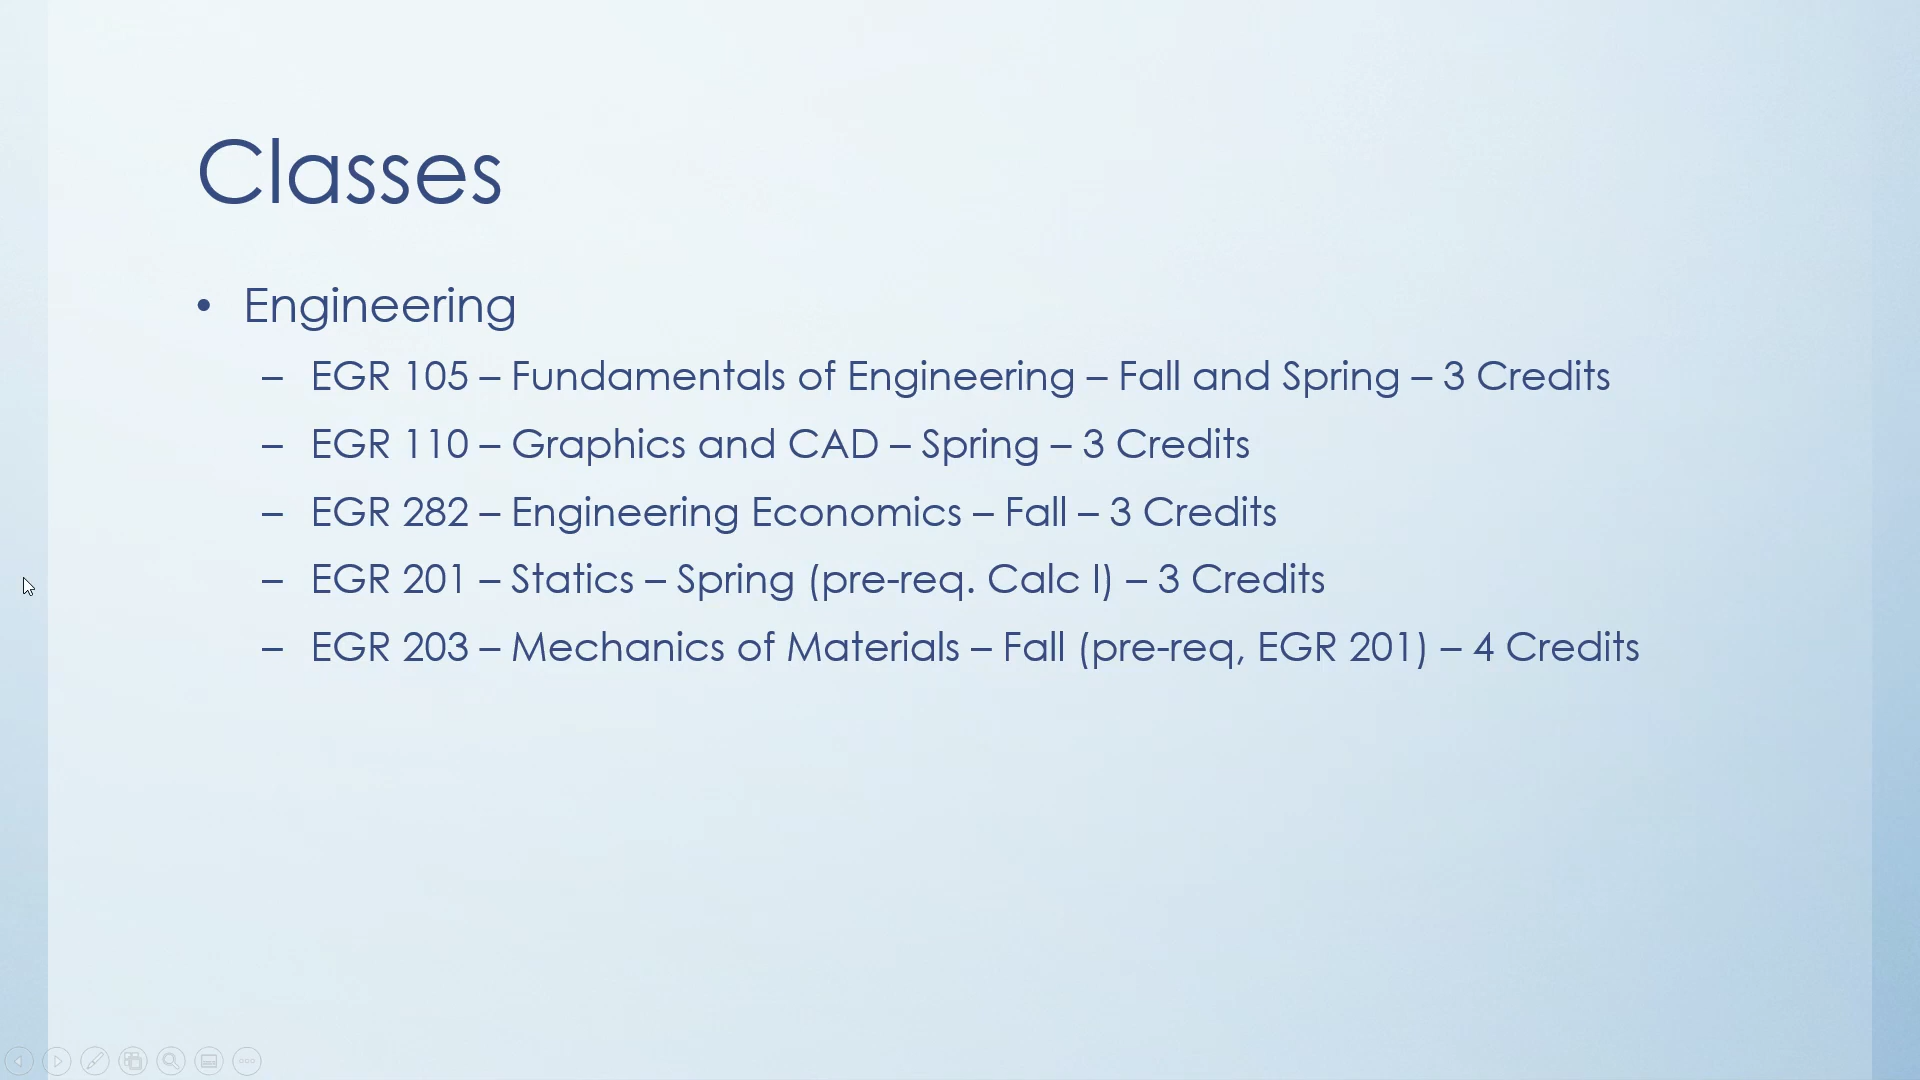 Classes
• Engineering
– EGR 105 – Fundamentals of Engineering – Fall and Spring – 3 Credits
– EGR 110 – Graphics and CAD – Spring – 3 Credits
– EGR 282 – Engineering Economics – Fall – 3 Credits
– EGR 201 – Statics – Spring (pre-req. Calc I) – 3 Credits
– EGR 203 – Mechanics of Materials – Fall (pre-req, EGR 201) – 4 Credits